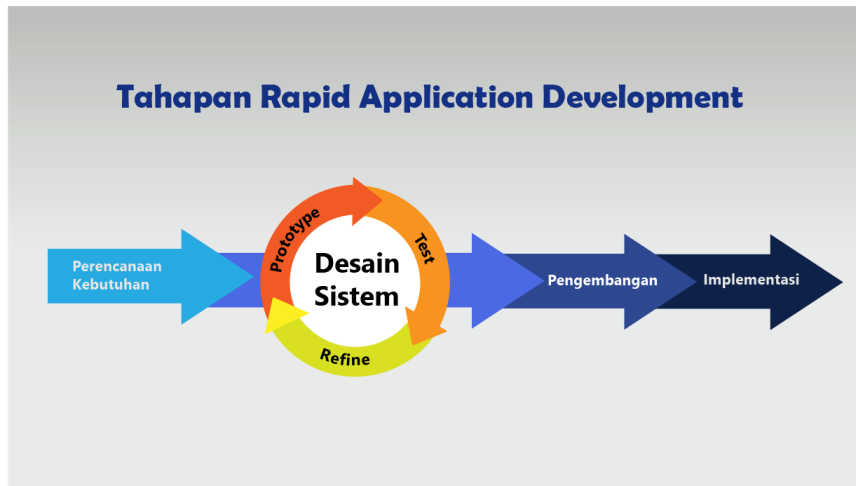 Tahapan Rapid Application Development
Perencanaan
Kebutuhan
Prototype
Test
Refine
Desain
Sistem
Pengembangan
Implementasi